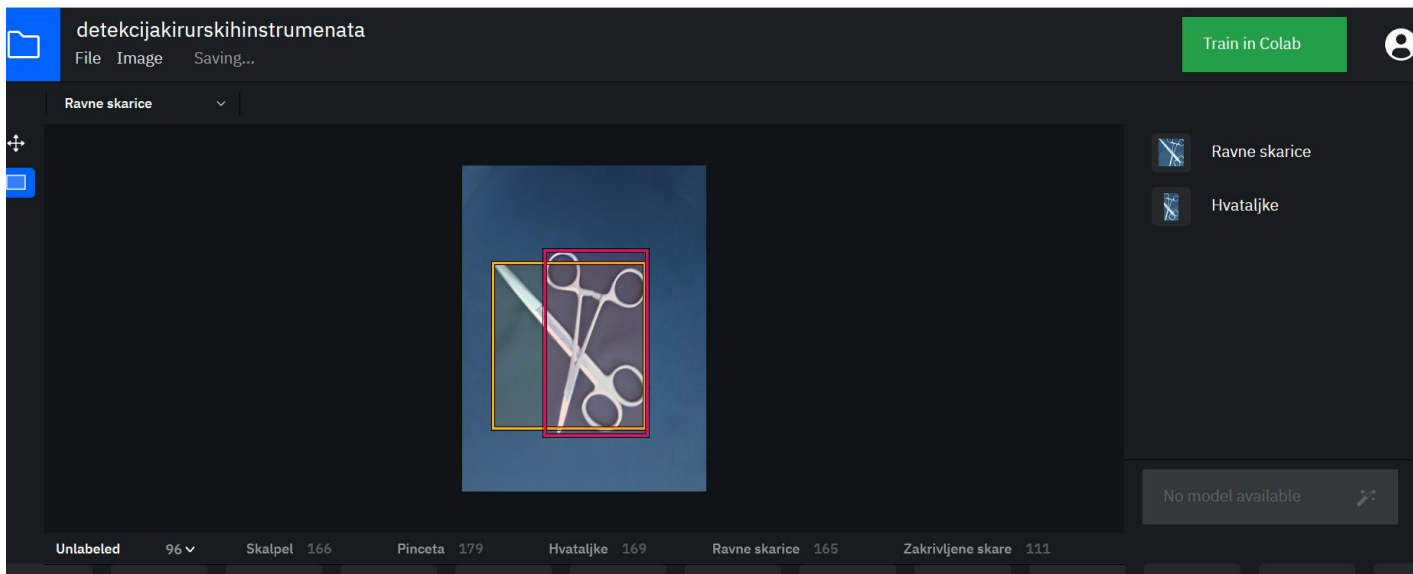 detekcijakirurskihinstrumenata
File Image Saving...
Train in Colab
Ravne skarice
Ravne skarice
Hvataljke
No model available
Unlabeled 96 Skalpel 166 Pinceta 179 Hvataljke 169 Ravne skarice 165 Zakrivljene skare 111